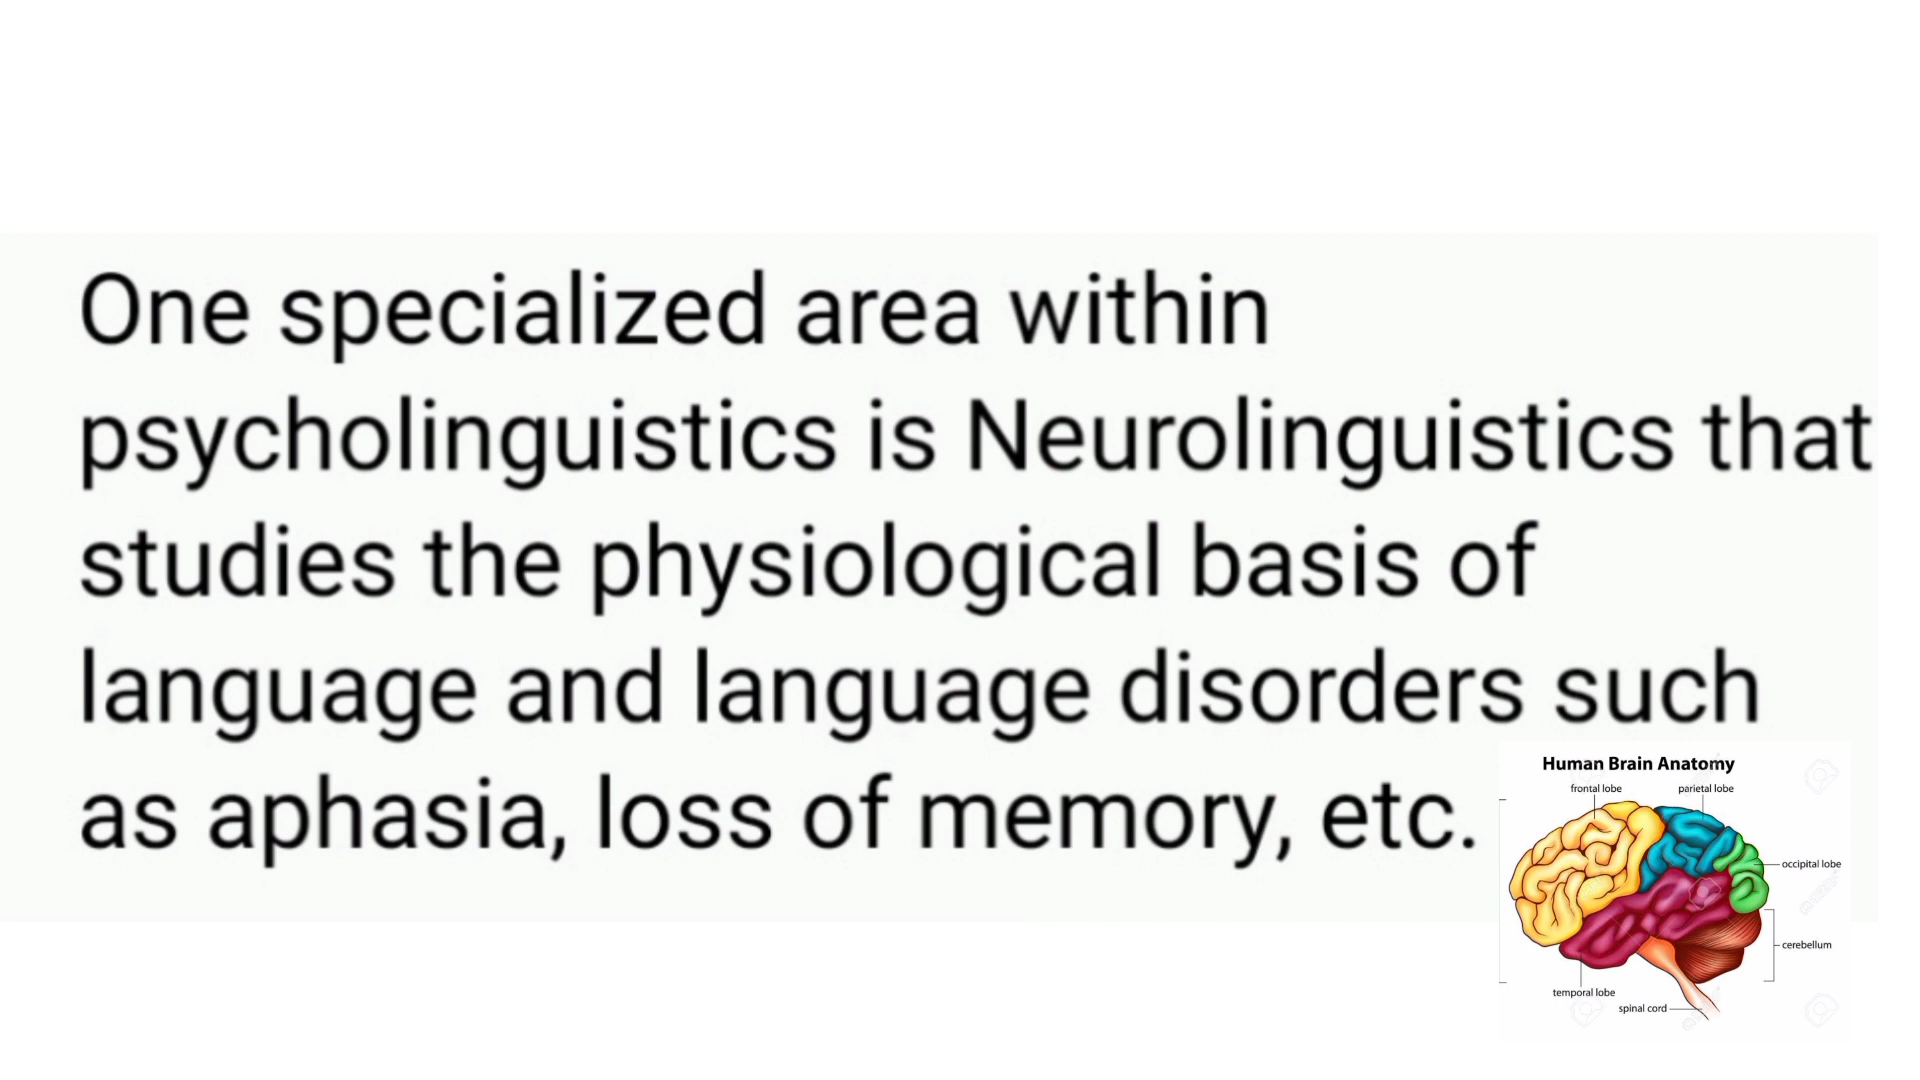 One specialized area within
psycholinguistics is Neurolinguistics that
studies the physiological basis of
language and language disorders such
as aphasia, loss of memory, etc.
Human Brain Anatomy
frontal lobe
parietal lobe
occipital lobe
cerebellum
temporal lobe
spinal cord